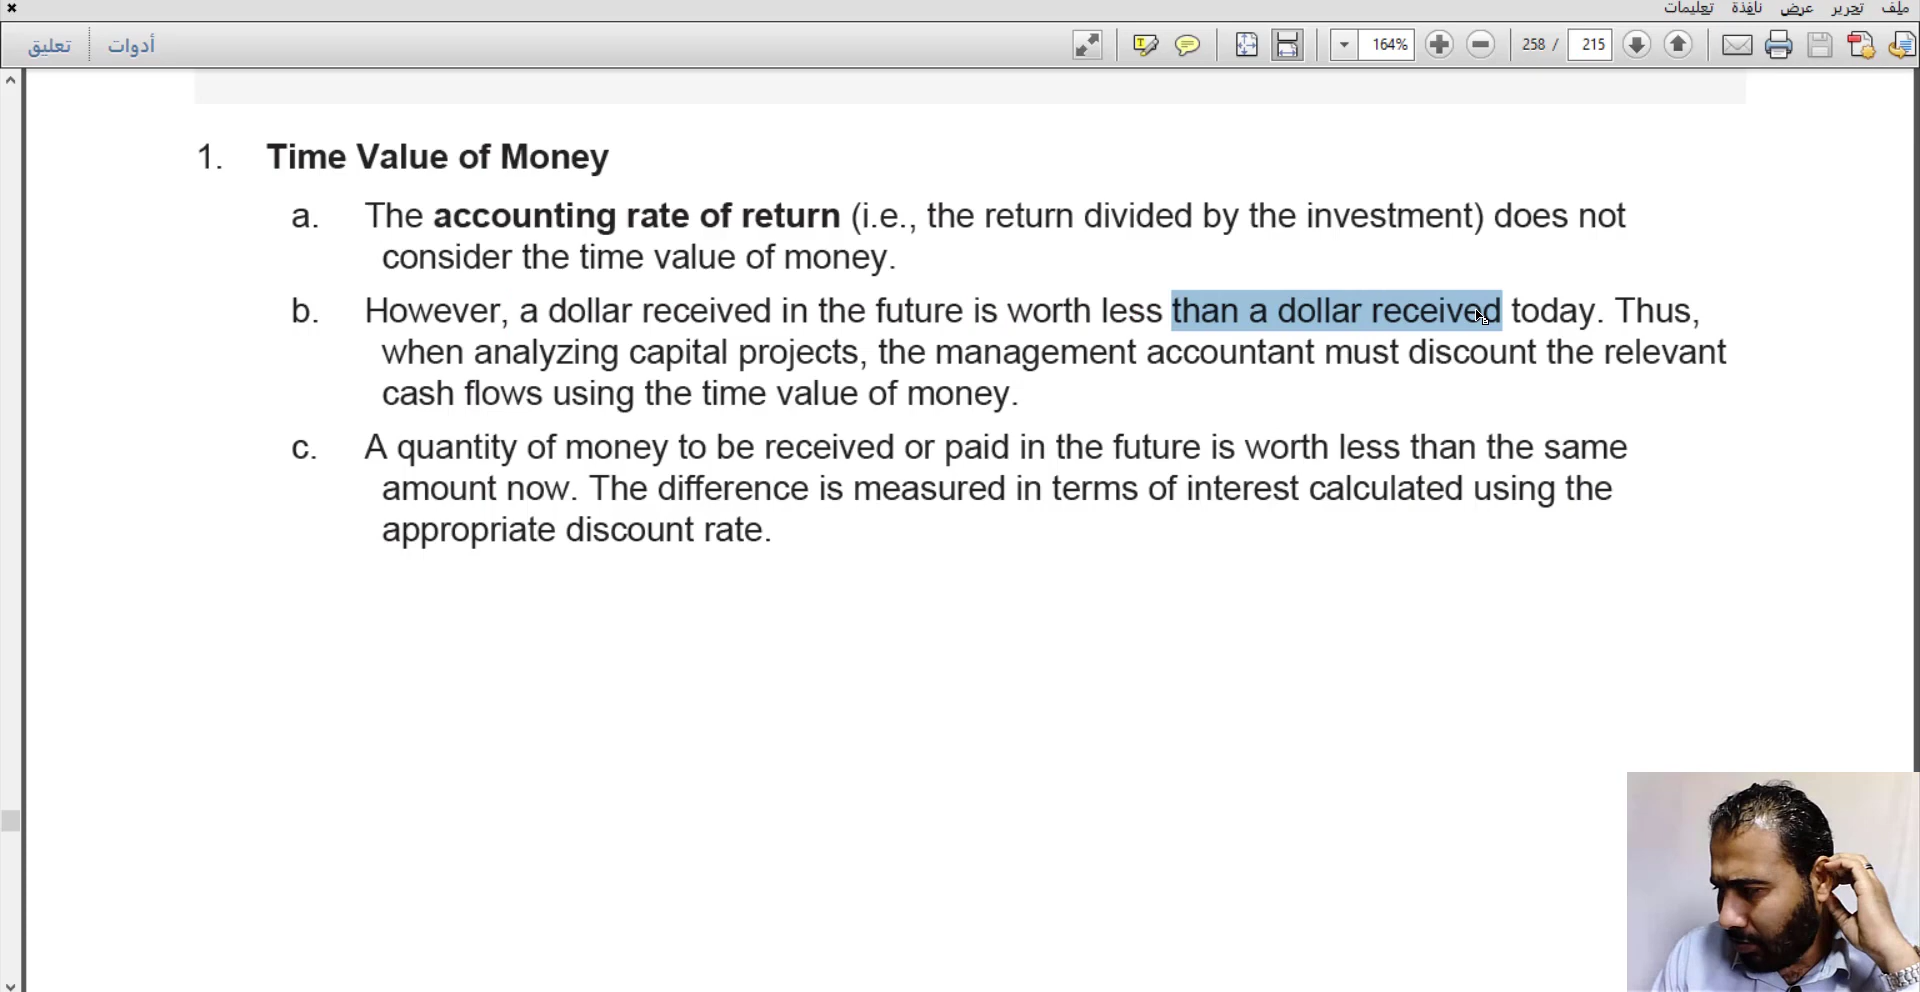 ملف تحرير عرض نافذة تعليمات
215 / 258 164% أدوات تعليق
1. Time Value of Money
a. The accounting rate of return (i.e., the return divided by the investment) does not
consider the time value of money.
b. However, a dollar received in the future is worth less than a dollar received today. Thus,
when analyzing capital projects, the management accountant must discount the relevant
cash flows using the time value of money.
c. A quantity of money to be received or paid in the future is worth less than the same
amount now. The difference is measured in terms of interest calculated using the
appropriate discount rate.